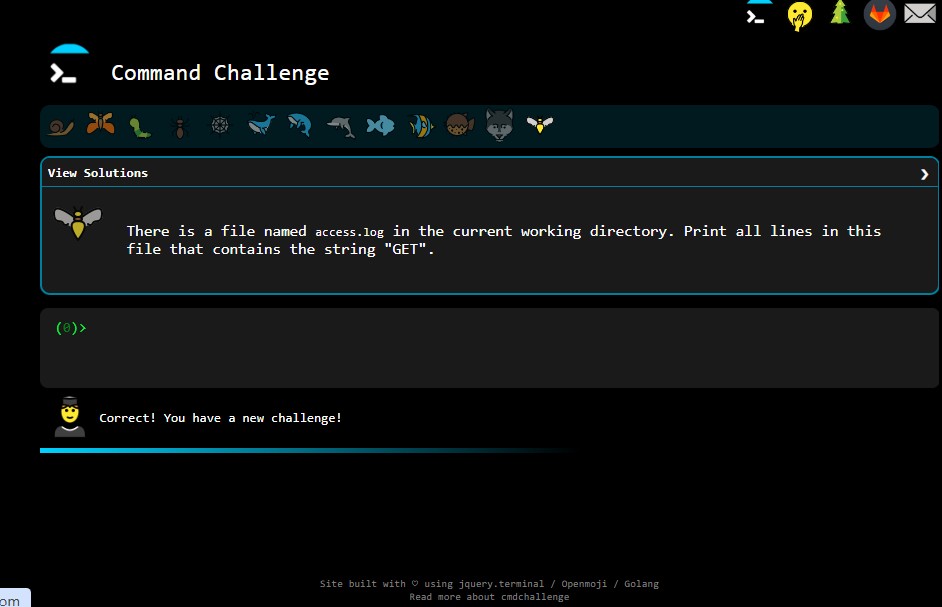 Command Challenge
View Solutions
There is a file named access.log in the current working directory. Print all lines in this
file that contains the string "GET".
(0)>
Correct! You have a new challenge!
Site built with ♡ using jquery.terminal / Openmoji / Golang
Read more about cmdchallenge
om